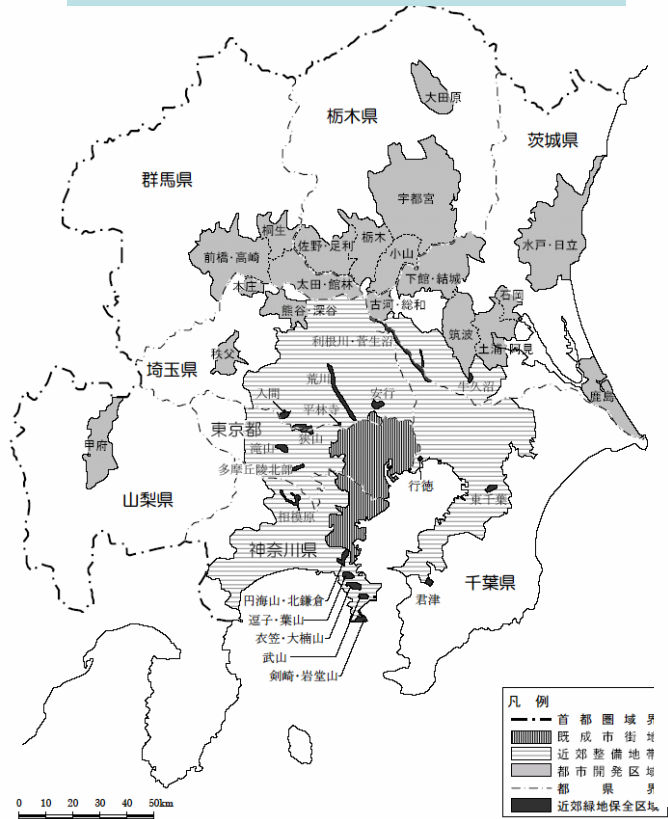 大田原
栃木県
茨城県
群馬県
宇都宮
桐生
佐野・足利
栃木
水戸・日立
前橋・高崎
小山
本庄
太田・館林
下館・結城
熊谷・深谷
古河・総和
石岡
利根川・菅生沼
筑波
土浦・阿見
秩父
埼玉県
荒川
牛久沼
鹿島
入間
安行
平林寺
東京都
狭山
甲府
滝山
多摩丘陵北部
行徳
東千葉
山梨県
相模原
神奈川県
千葉県
円海山・北鎌倉
君津
逗子・葉山
衣笠・大楠山
武山
剣崎・岩堂山
凡例
首都圏域界
既成市街地
近郊整備地帯
都市開発区域
都県界
近郊緑地保全区域
0 10 20 30 40 50km